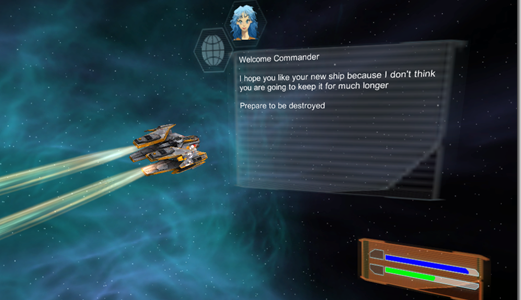 Welcome Commander
I hope you like your new ship because I don't think
you are going to keep it for much longer
Prepare to be destroyed